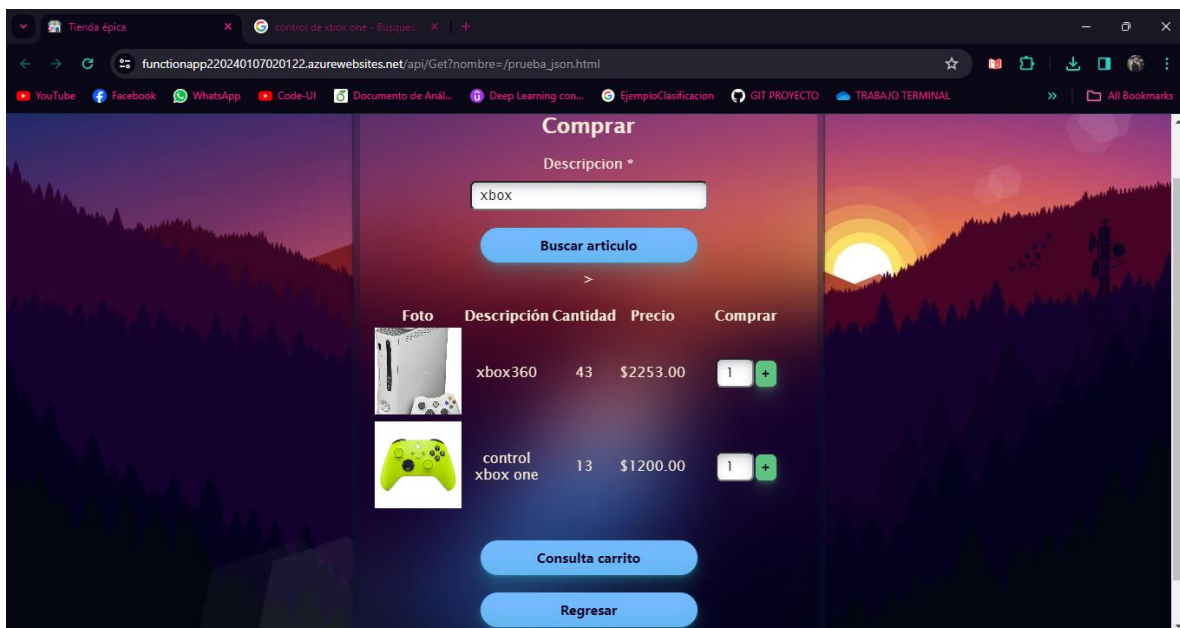 Tienda épica
control de xbox one - Búsqued
functionapp220240107020122.azurewebsites.net/api/Get?nombre=/prueba_json.html
YouTube Facebook WhatsApp Code-UI Documento de Anál... Deep Learning con... EjemploClasificacion GIT PROYECTO TRABAJO TERMINAL » All Bookmarks
Comprar
Descripcion *
xbox
Buscar articulo
>
Foto Descripción Cantidad Precio Comprar
xbox360 43 $2253.00 1 +
control
xbox one 13 $1200.00 1 +
Consulta carrito
Regresar